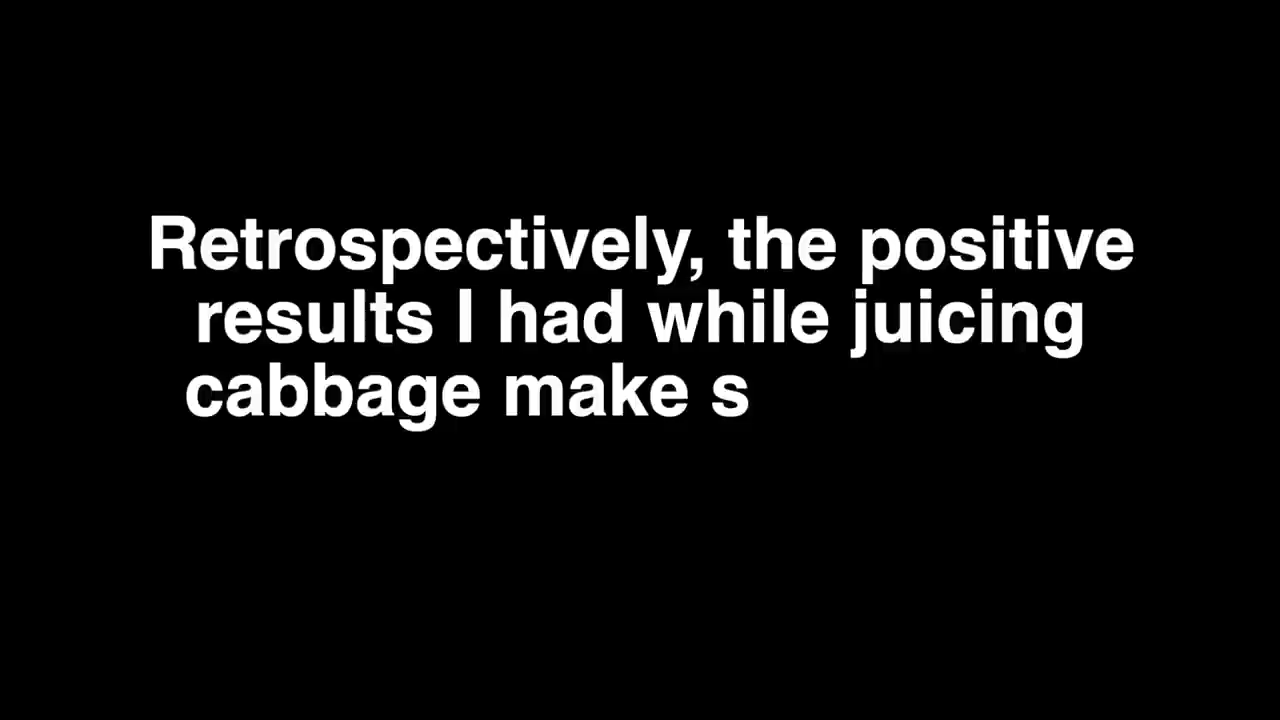 Retrospectively, the positive
results I had while juicing
cabbage make s